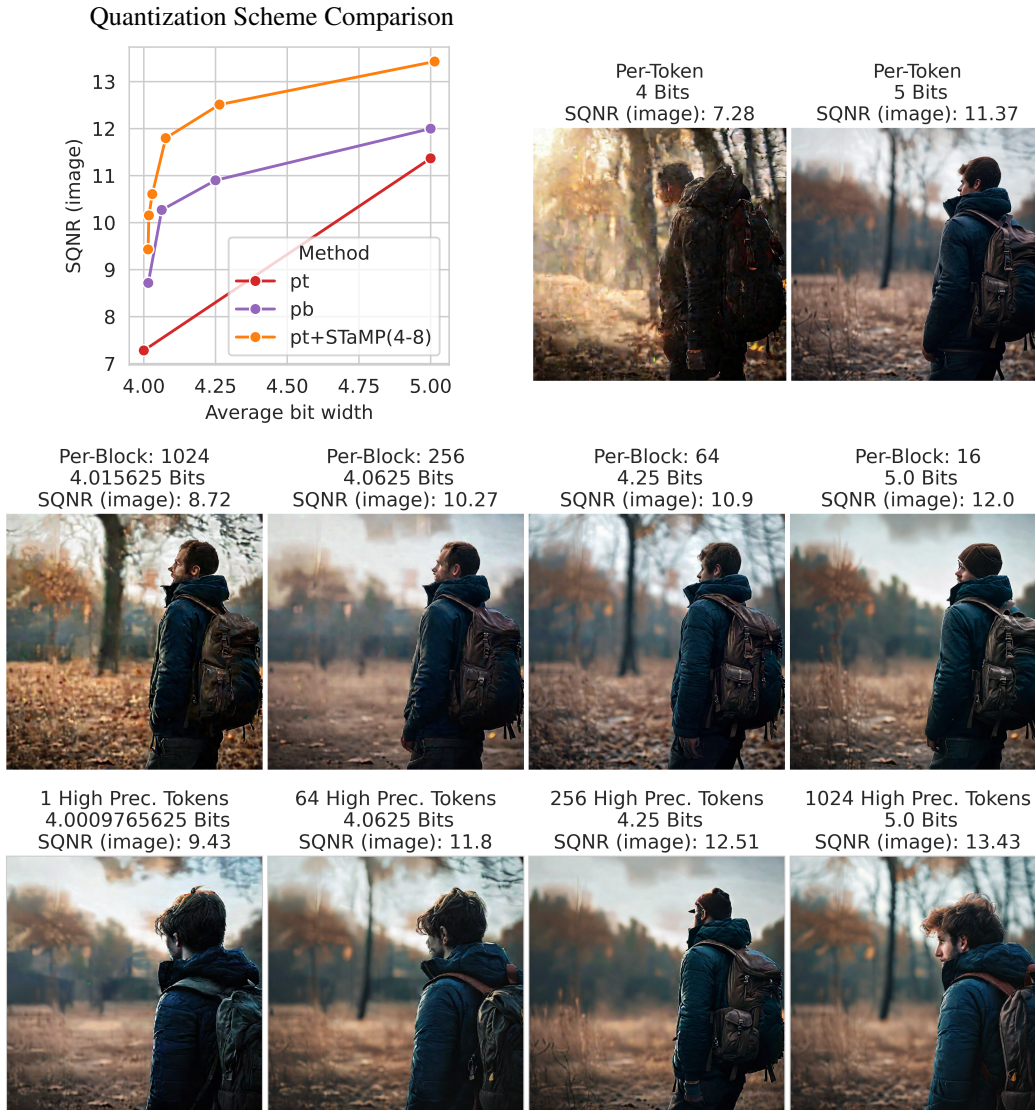 Quantization Scheme Comparison
13
12
11
10
9
8
7
SQNR (image)
Method
pt
pb
pt+STaMP(4-8)
4.00 4.25 4.50 4.75 5.00
Average bit width
Per-Token
4 Bits
SQNR (image): 7.28
Per-Token
5 Bits
SQNR (image): 11.37
Per-Block: 1024
4.015625 Bits
SQNR (image): 8.72
Per-Block: 256
4.0625 Bits
SQNR (image): 10.27
Per-Block: 64
4.25 Bits
SQNR (image): 10.9
Per-Block: 16
5.0 Bits
SQNR (image): 12.0
1 High Prec. Tokens
4.0009765625 Bits
SQNR (image): 9.43
64 High Prec. Tokens
4.0625 Bits
SQNR (image): 11.8
256 High Prec. Tokens
4.25 Bits
SQNR (image): 12.51
1024 High Prec. Tokens
5.0 Bits
SQNR (image): 13.43